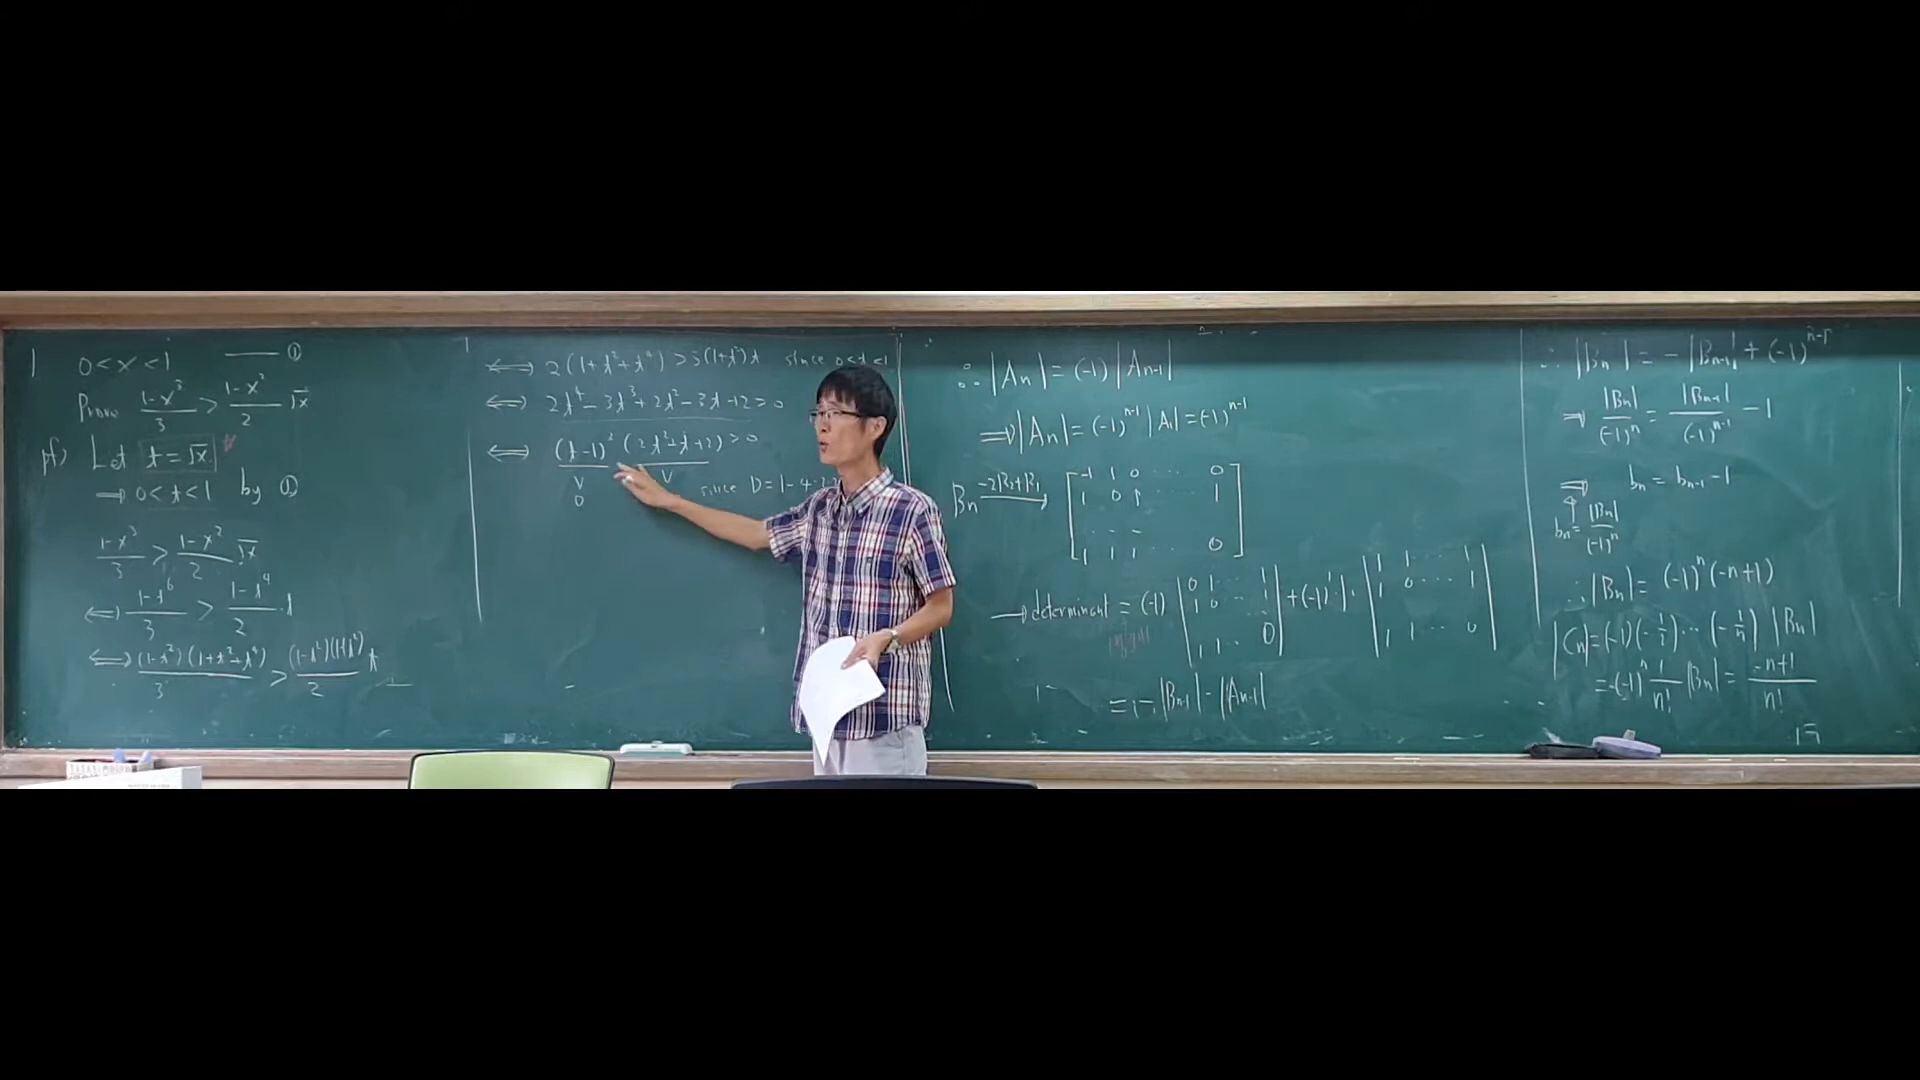 1. 0<x<1 —— ①
Prove (1-x³)/3 > (1-x²)/2 √x
pf) Let t=√x
⇒ 0<t<1 by ①
(1-x³)/3 > (1-x²)/2 √x
⇔ (1-t⁶)/3 > (1-t⁴)/2 · t
⇔ (1-t²)(1+t²+t⁴)/3 > (1-t²)(1+t²)/2 t
⇔ 2(1+t²+t⁴)>3(1+t²)t since 0<t<1
⇔ 2t⁴-3t³+2t²-3t+2>0
⇔ (t-1)²(2t²+t+2)>0
∨ ∨
0 since D=1-4·2·2
∴ |An|=(-1)|An-1|
⇒|An|=(-1)ⁿ⁻¹|A₁|=(-1)ⁿ⁻¹
Bn -2R₂+R₁ → [-1 1 0 ⋯ 0
1 0 1 ⋯ 1
⋯
1 1 1 ⋯ 0]
→ determinant = (-1) |0 1 ⋯ 1
1 0 ⋯ 1
1 1 ⋯ 0| +(-1)·1· |1 1 ⋯ 1
1 0 ⋯ 1
1 1 ⋯ 0|
|Bn-1| - |An-1|
∴ |Bn|=-|Bn-1|+(-1)ⁿ⁻¹
⇒ |Bn|/(-1)ⁿ = |Bn-1|/(-1)ⁿ⁻¹ -1
⇒ bn = bn-1 -1
bn=|Bn|/(-1)ⁿ
∴ |Bn|= (-1)ⁿ(-n+1)
|Cn|=(-1)(-1/2)⋯(-1/n) |Bn|
=(-1)ⁿ 1/n! |Bn| = (-n+1)/n!